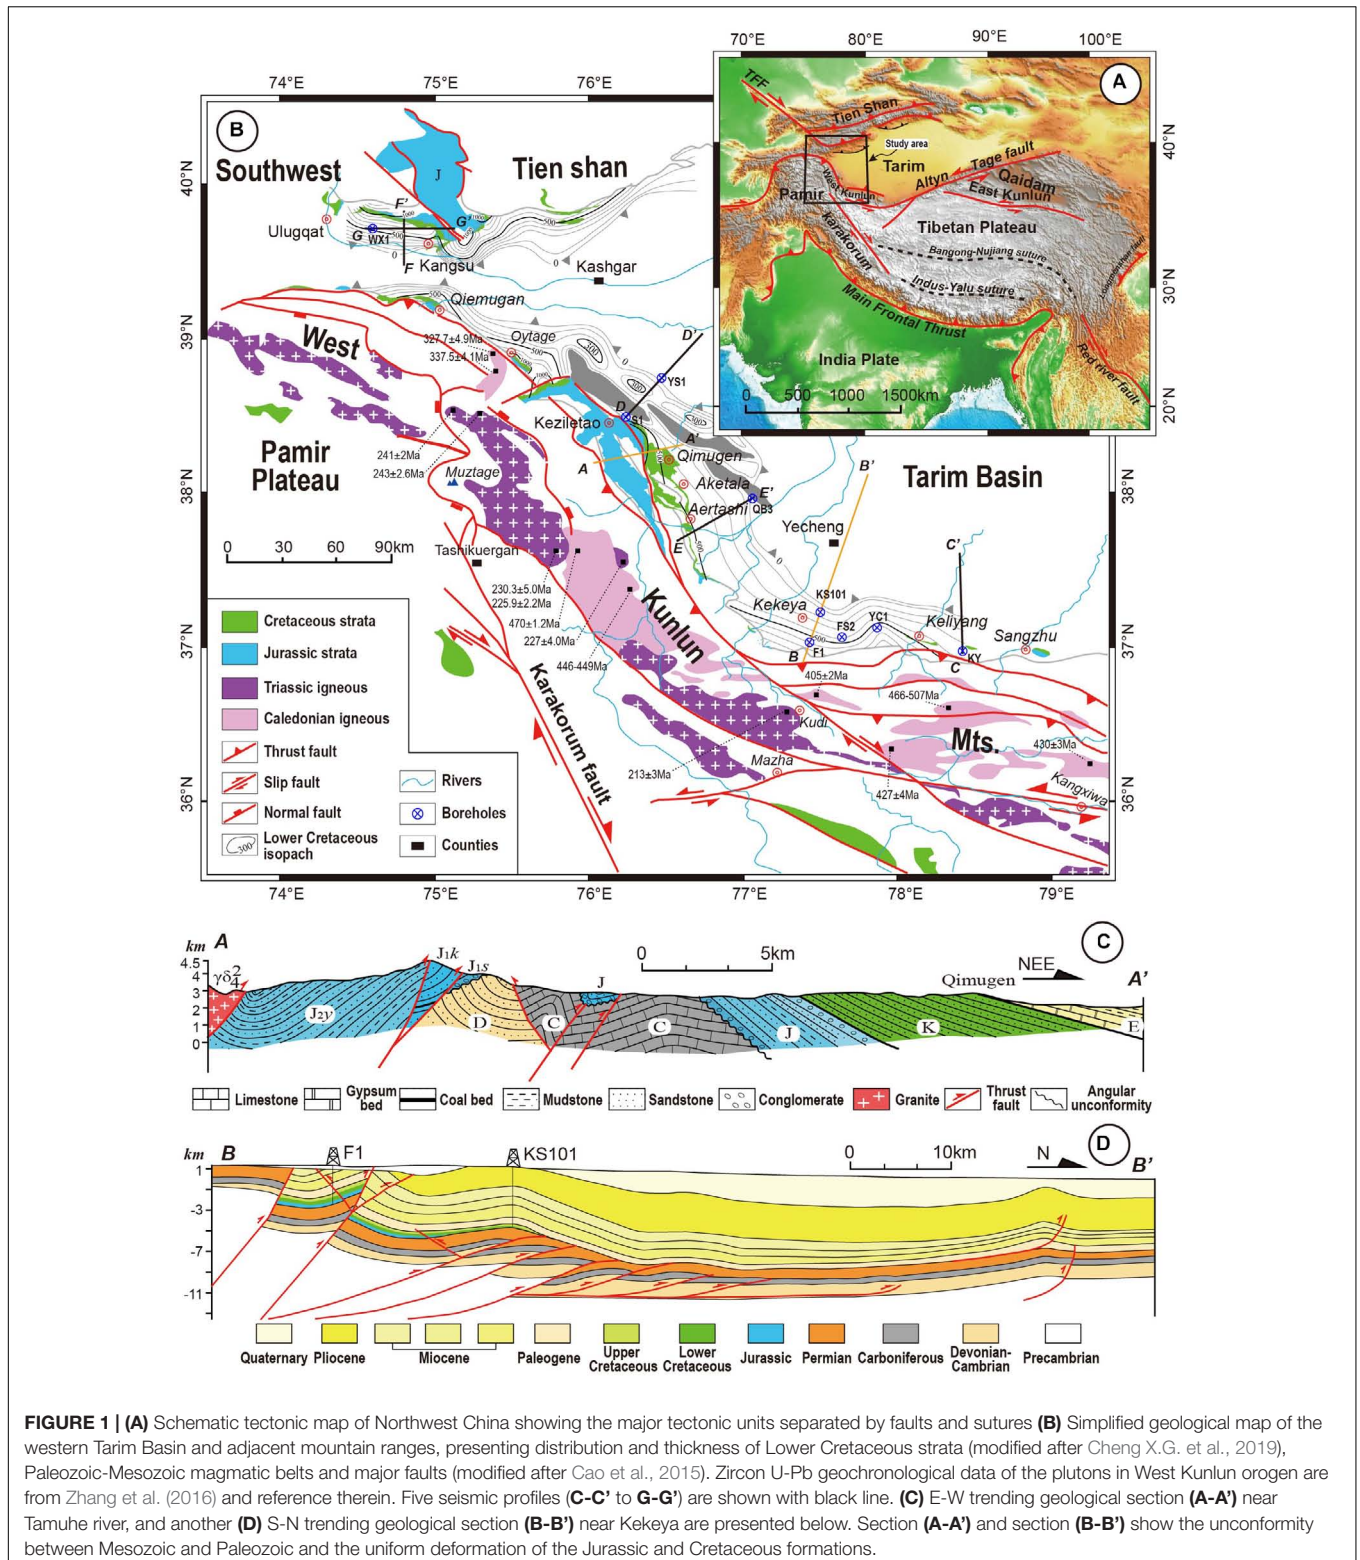 70°E 80°E 90°E 100°E
A
TFF
Tien Shan
40°N
Study area
Tarim
Tage fault
Altyn
Qaidam
West Kunlun
East Kunlun
Pamir
Tibetan Plateau
Karakorum
Bangong-Nujiang suture
Indus-Yalu suture
Longmenshan fault
30°N
Main Frontal Thrust
India Plate
Red river fault
0 500 1000 1500km
20°N
74°E 75°E 76°E
B
Southwest Tien shan
40°N
J
F'
G'
Ulugqat
G
WX1
1000
500
0
F
Kangsu
Kashgar
Qiemugan
39°N
West
327.7±4.9Ma
337.5±4.1Ma
Oytage
D'
YS1
D
S1
Keziletao
A'
Qimugen
A
B'
Tarim Basin
Pamir
Plateau
241±2Ma
243±2.6Ma
Muztage
Aketala
38°N
38°N
E'
QB3
Aertashi
E
Yecheng
C'
0 30 60 90km
Tashikuergan
230.3±5.0Ma
225.9±2.2Ma
470±1.2Ma
227±4.0Ma
446-449Ma
Kunlun
KS101
Kekeya
FS2
YC1
Keliyang
Sangzhu
37°N
37°N
B
F1
C
KY
405±2Ma
466-507Ma
Kudi
Mts.
430±3Ma
Karakorum fault
213±3Ma
Mazha
427±4Ma
Kangxiwa
36°N
36°N
Cretaceous strata
Jurassic strata
Triassic igneous
Caledonian igneous
Thrust fault
Slip fault
Normal fault
300
Lower Cretaceous
isopach
Rivers
Boreholes
Counties
74°E 75°E 76°E 77°E 78°E 79°E
km A
0 5km
C
NEE
Qimugen
A'
4.5
4
3
2
1
0
γδ₄²
J₂y
J₁k
J₁s
D
C
J
C
J
K
E
Limestone
Gypsum
bed
Coal bed
Mudstone
Sandstone
Conglomerate
Granite
Thrust
fault
Angular
unconformity
km B
F1
KS101
0 10km
N
D
B'
1
-3
-7
-11
Quaternary
Pliocene
Miocene
Paleogene
Upper
Cretaceous
Lower
Cretaceous
Jurassic
Permian
Carboniferous
Devonian-
Cambrian
Precambrian
FIGURE 1 | (A) Schematic tectonic map of Northwest China showing the major tectonic units separated by faults and sutures (B) Simplified geological map of the
western Tarim Basin and adjacent mountain ranges, presenting distribution and thickness of Lower Cretaceous strata (modified after Cheng X.G. et al., 2019),
Paleozoic-Mesozoic magmatic belts and major faults (modified after Cao et al., 2015). Zircon U-Pb geochronological data of the plutons in West Kunlun orogen are
from Zhang et al. (2016) and reference therein. Five seismic profiles (C-C' to G-G') are shown with black line. (C) E-W trending geological section (A-A') near
Tamuhe river, and another (D) S-N trending geological section (B-B') near Kekeya are presented below. Section (A-A') and section (B-B') show the unconformity
between Mesozoic and Paleozoic and the uniform deformation of the Jurassic and Cretaceous formations.